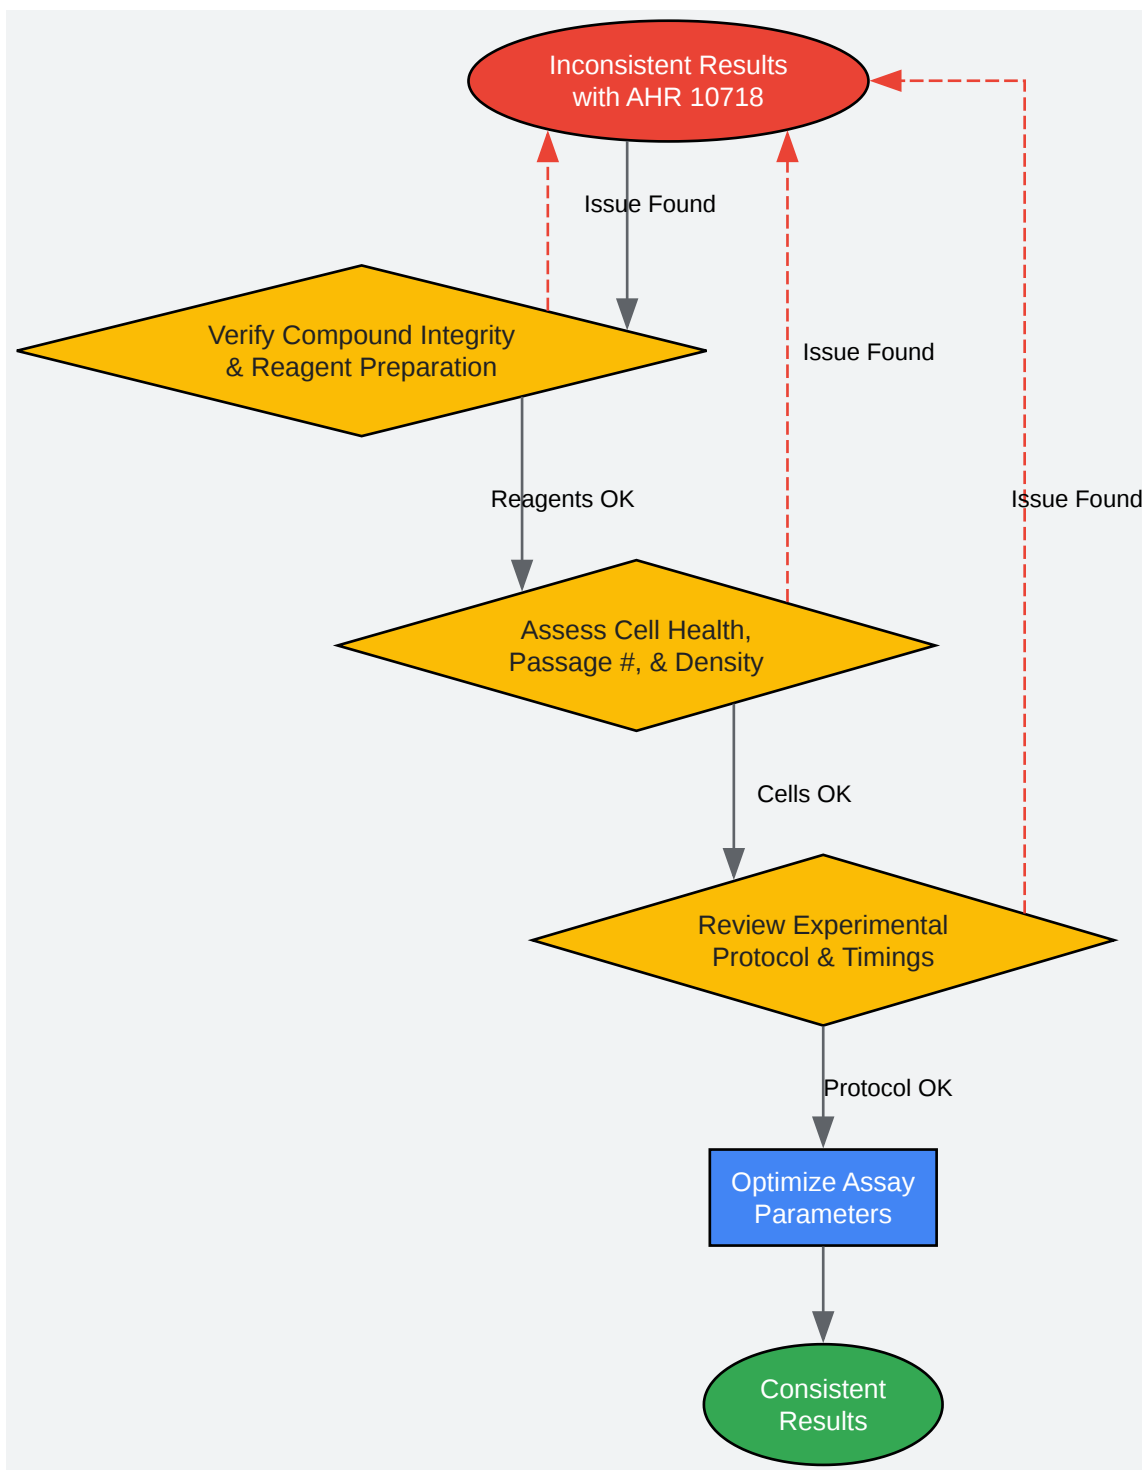 Inconsistent Results
with AHR 10718
Issue Found
Verify Compound Integrity
& Reagent Preparation
Issue Found
Reagents OK
Issue Found
Assess Cell Health,
Passage #, & Density
Cells OK
Review Experimental
Protocol & Timings
Protocol OK
Optimize Assay
Parameters
Consistent
Results